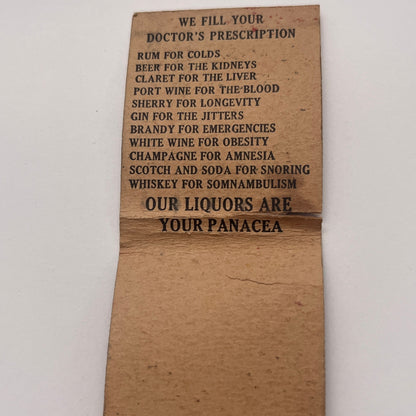 WE FILL YOUR
DOCTOR'S PRESCRIPTION
RUM FOR COLDS
BEER FOR THE KIDNEYS
CLARET FOR THE LIVER
PORT WINE FOR THE BLOOD
SHERRY FOR LONGEVITY
GIN FOR THE JITTERS
BRANDY FOR EMERGENCIES
WHITE WINE FOR OBESITY
CHAMPAGNE FOR AMNESIA
SCOTCH AND SODA FOR SNORING
WHISKEY FOR SOMNAMBULISM
OUR LIQUORS ARE
YOUR PANACEA